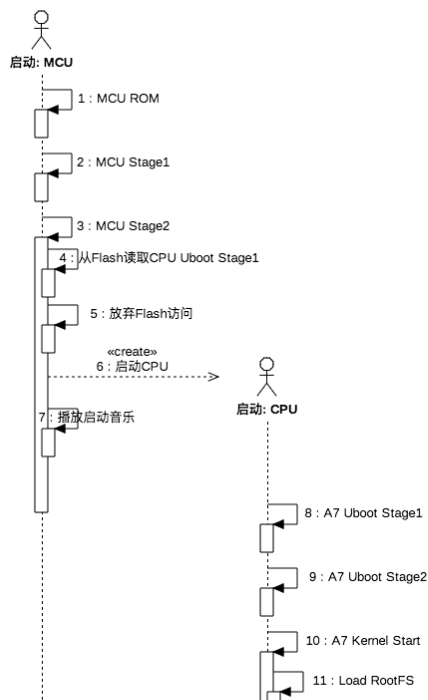 启动: MCU
1 : MCU ROM
2 : MCU Stage1
3 : MCU Stage2
4 : 从Flash读取CPU Uboot Stage1
5 : 放弃Flash访问
«create»
6 : 启动CPU
启动: CPU
7 : 播放启动音乐
8 : A7 Uboot Stage1
9 : A7 Uboot Stage2
10 : A7 Kernel Start
11 : Load RootFS